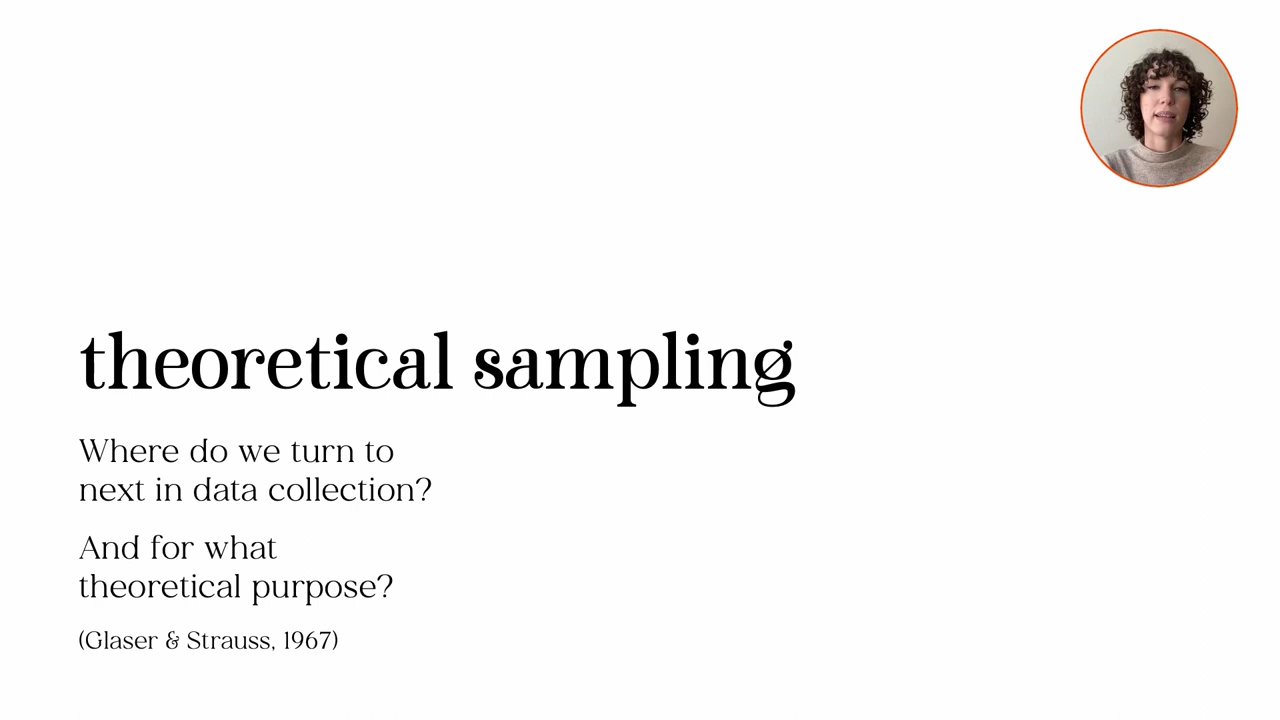 theoretical sampling
Where do we turn to
next in data collection?
And for what
theoretical purpose?
(Glaser & Strauss, 1967)